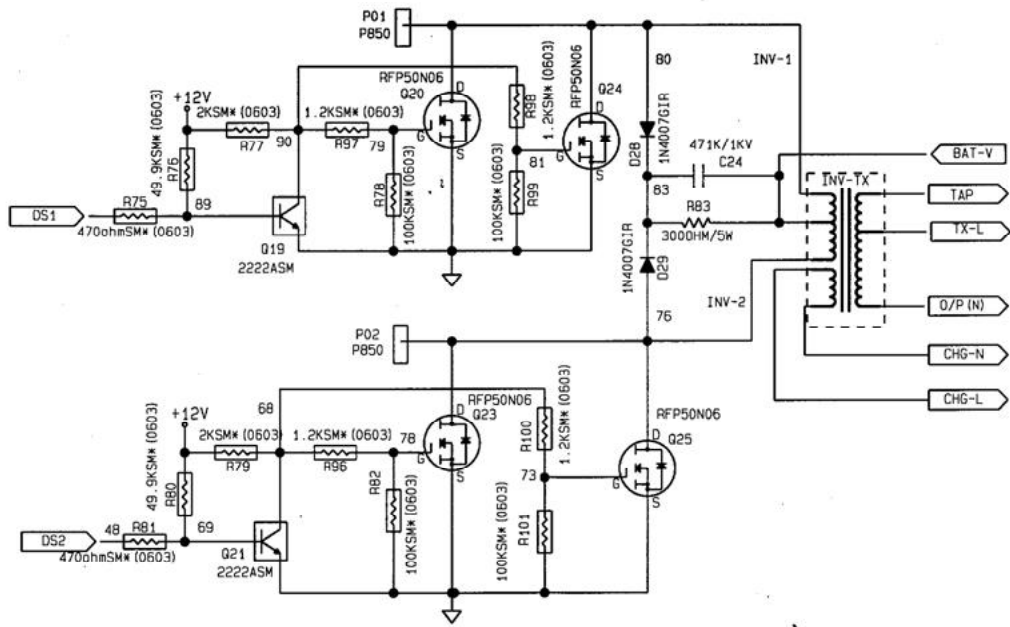 P01
P850
80
INV-1
RFP50N06
Q20
D
G
S
R98
1.2KSM* (0603)
RFP50N06
Q24
D
G
S
+12V
2KSM* (0603)
R77
90
1.2KSM* (0603)
R97
79
49.9KSM* (0603)
R76
R78
100KSM* (0603)
81
R99
100KSM* (0603)
D28
1N4007GIR
471K/1KV
C24
83
R83
300OHM/5W
BAT-V
INV-TX
TAP
TX-L
O/P(N)
CHG-N
CHG-L
DS1
R75
470ohmSM* (0603)
89
Q19
2222ASM
1N4007GIR
D29
INV-2
76
P02
P850
68
RFP50N06
Q23
D
G
S
R100
1.2KSM* (0603)
RFP50N06
Q25
D
G
S
+12V
2KSM* (0603)
R79
1.2KSM* (0603)
R96
78
49.9KSM* (0603)
R80
R82
100KSM* (0603)
73
R101
100KSM* (0603)
DS2
48
R81
470ohmSM* (0603)
69
Q21
2222ASM